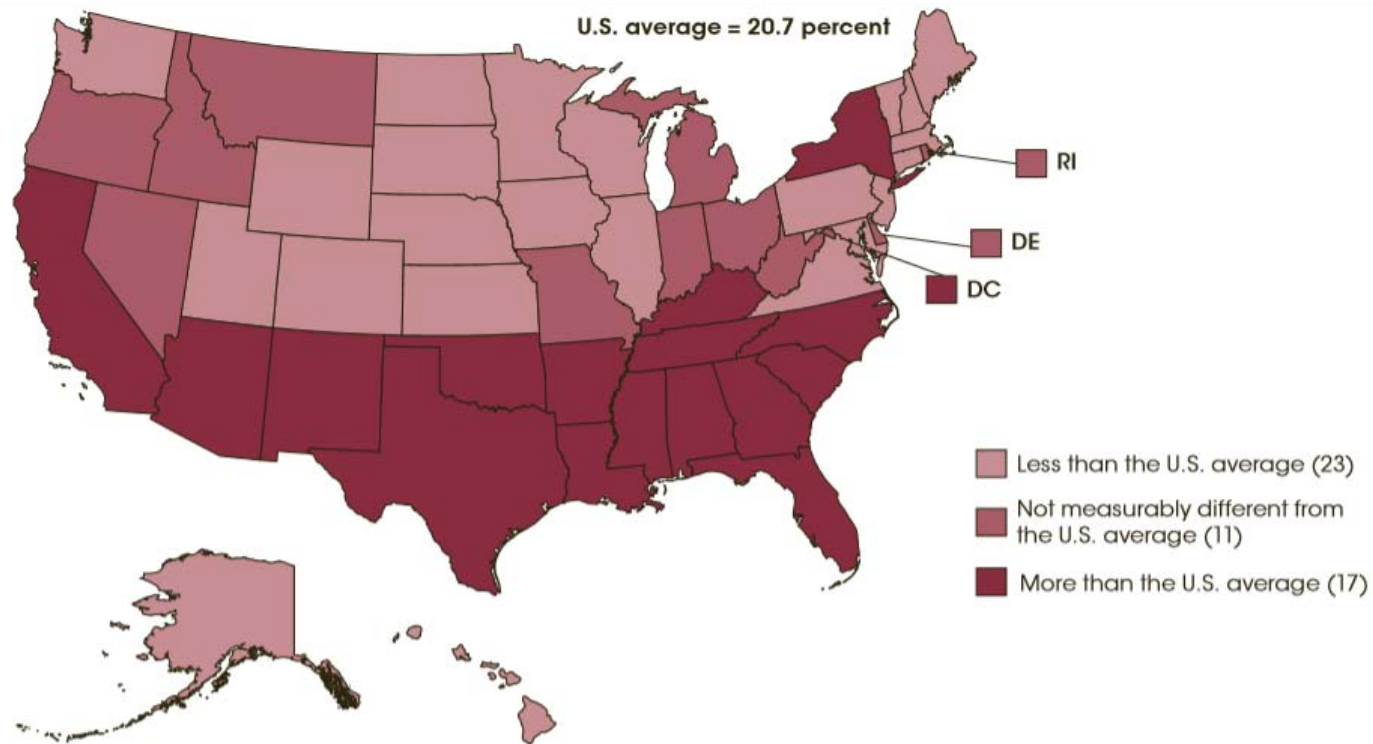 U.S. average = 20.7 percent
RI
DE
DC
Less than the U.S. average (23)
Not measurably different from
the U.S. average (11)
More than the U.S. average (17)